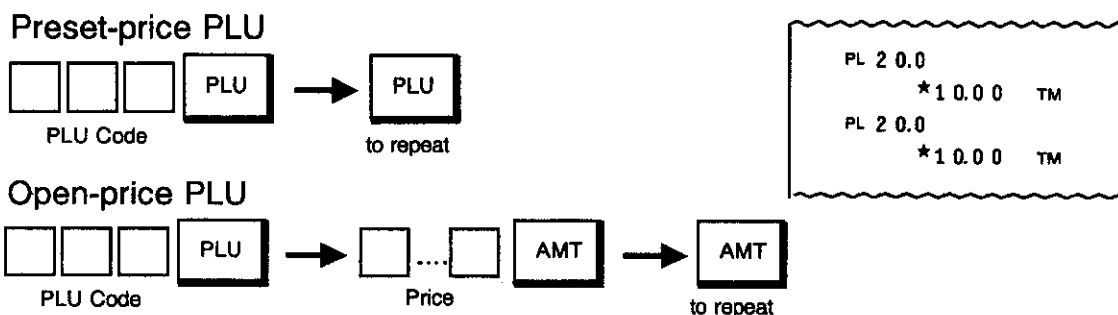 Preset-price PLU
PLU PLU
PLU Code to repeat
Open-price PLU
PLU .... AMT AMT
PLU Code Price to repeat
PL 20.0
★10.00 TM
PL 20.0
★10.00 TM